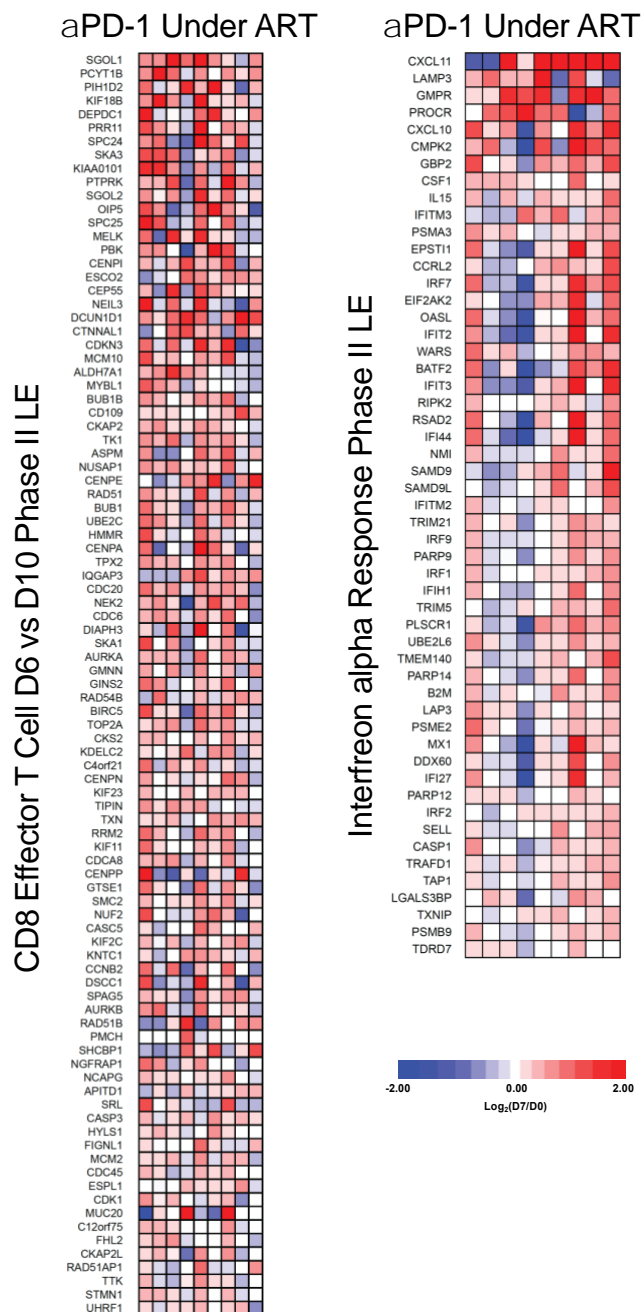 aPD-1 Under ART
CD8 Effector T Cell D6 vs D10 Phase II LE
SGOL1
PCYT1B
PIH1D2
KIF18B
DEPDC1
PRR11
SPC24
SKA3
KIAA0101
PTPRK
SGOL2
OIP5
SPC25
MELK
PBK
CENPI
ESCO2
CEP55
NEIL3
DCUN1D1
CTNNAL1
CDKN3
MCM10
ALDH7A1
MYBL1
BUB1B
CD109
CKAP2
TK1
ASPM
NUSAP1
CENPE
RAD51
BUB1
UBE2C
HMMR
CENPA
TPX2
IQGAP3
CDC20
NEK2
CDC6
DIAPH3
SKA1
AURKA
GMNN
GINS2
RAD54B
BIRC5
TOP2A
CKS2
KDELC2
C4orf21
CENPN
KIF23
TIPIN
TXN
RRM2
KIF11
CDCA8
CENPP
GTSE1
SMC2
NUF2
CASC5
KIF2C
KNTC1
CCNB2
DSCC1
SPAG5
AURKB
RAD51B
PMCH
SHCBP1
NGFRAP1
NCAPG
APITD1
SRL
CASP3
HYLS1
FIGNL1
MCM2
CDC45
ESPL1
CDK1
MUC20
C12orf75
FHL2
CKAP2L
RAD51AP1
TTK
STMN1
UHRF1
aPD-1 Under ART
Interfreon alpha Response Phase II LE
CXCL11
LAMP3
GMPR
PROCR
CXCL10
CMPK2
GBP2
CSF1
IL15
IFITM3
PSMA3
EPSTI1
CCRL2
IRF7
EIF2AK2
OASL
IFIT2
WARS
BATF2
IFIT3
RIPK2
RSAD2
IFI44
NMI
SAMD9
SAMD9L
IFITM2
TRIM21
IRF9
PARP9
IRF1
IFIH1
TRIM5
PLSCR1
UBE2L6
TMEM140
PARP14
B2M
LAP3
PSME2
MX1
DDX60
IFI27
PARP12
IRF2
SELL
CASP1
TRAFD1
TAP1
LGALS3BP
TXNIP
PSMB9
TDRD7
-2.00 0.00 2.00
Log₂(D7/D0)